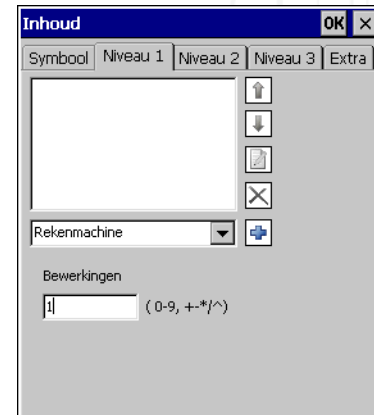 Inhoud OK ×
Symbool Niveau 1 Niveau 2 Niveau 3 Extra
Rekenmachine
Bewerkingen
1 ( 0-9, +-*/^)